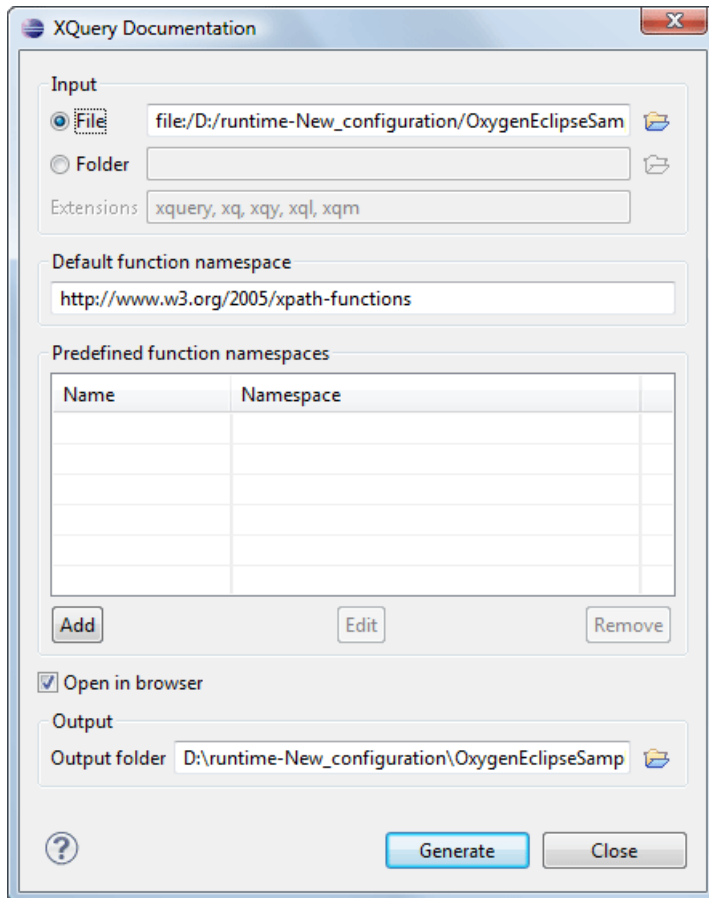 XQuery Documentation
Input
File file:/D:/runtime-New_configuration/OxygenEclipseSam
Folder
Extensions xquery, xq, xqy, xql, xqm
Default function namespace
http://www.w3.org/2005/xpath-functions
Predefined function namespaces
Name Namespace
Add Edit Remove
Open in browser
Output
Output folder D:\runtime-New_configuration\OxygenEclipseSamp
? Generate Close